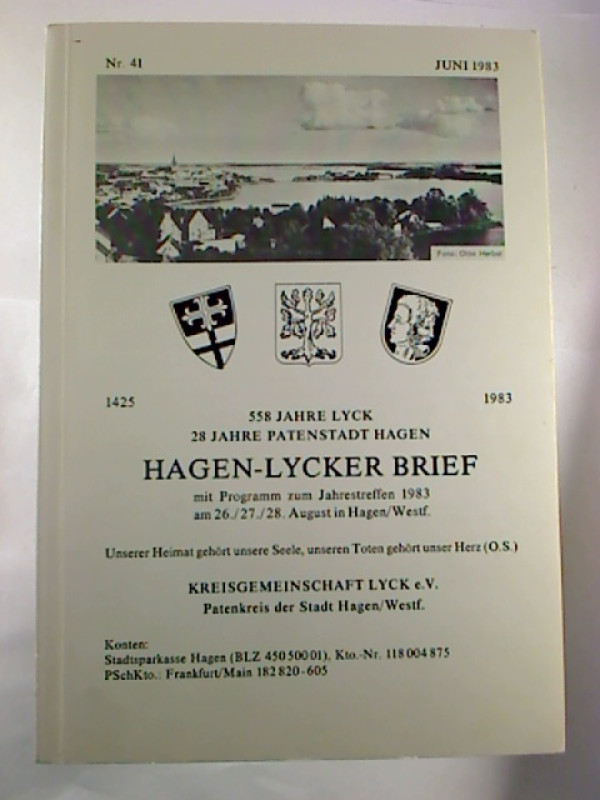 Nr. 41 JUNI 1983
Foto: Oton Herbst
1425 1983
558 JAHRE LYCK
28 JAHRE PATENSTADT HAGEN
HAGEN-LYCKER BRIEF
mit Programm zum Jahrestreffen 1983
am 26./27./28. August in Hagen/Westf.
Unserer Heimat gehört unsere Seele, unseren Toten gehört unser Herz (O.S.)
KREISGEMEINSCHAFT LYCK e.V.
Patenkreis der Stadt Hagen/Westf.
Konten:
Stadtsparkasse Hagen (BLZ 450 500 01), Kto.-Nr. 118 004 875
PSchKto.: Frankfurt/Main 182 820-605